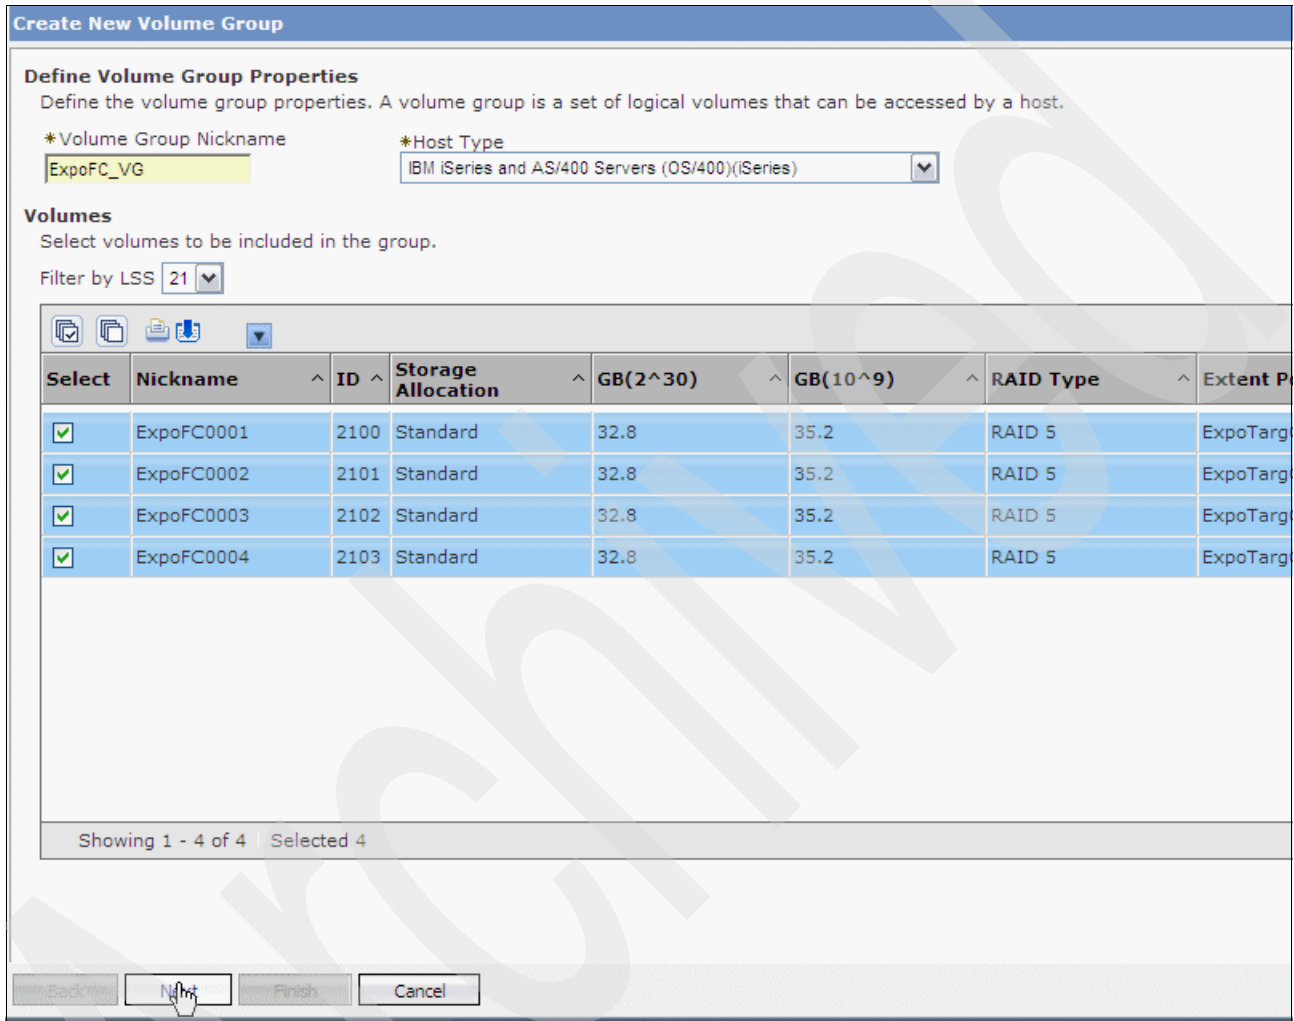 Create New Volume Group
Define Volume Group Properties
Define the volume group properties. A volume group is a set of logical volumes that can be accessed by a host.
*Volume Group Nickname *Host Type
ExpoFC_VG IBM iSeries and AS/400 Servers (OS/400)(iSeries)
Volumes
Select volumes to be included in the group.
Filter by LSS 21
Select Nickname ID Storage Allocation GB(2^30) GB(10^9) RAID Type Extent
ExpoFC0001 2100 Standard 32.8 35.2 RAID 5
ExpoFC0002 2101 Standard 32.8 35.2 RAID 5
ExpoFC0003 2102 Standard 32.8 35.2 RAID 5
ExpoFC0004 2103 Standard 32.8 35.2 RAID 5
Showing 1 - 4 of 4 Selected 4
Back Next Finish Cancel
Archived